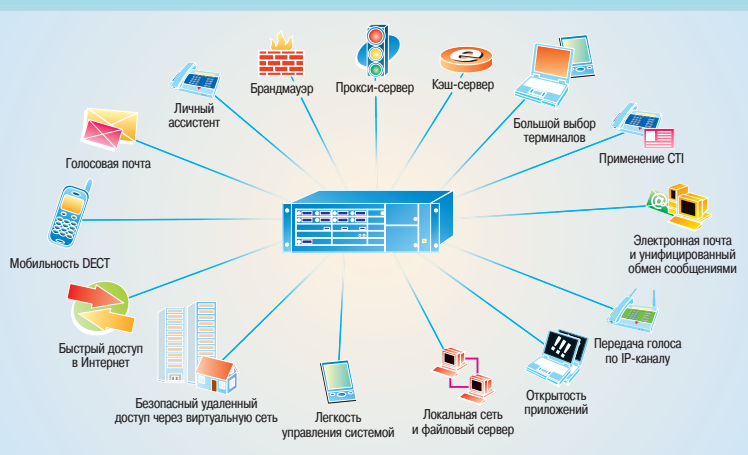 Брандмауэр
Прокси-сервер
Кэш-сервер
Личный
ассистент
Большой выбор
терминалов
Голосовая почта
Применение CTI
Мобильность DECT
Электронная почта
и унифицированный
обмен сообщениями
Быстрый доступ
в Интернет
Передача голоса
по IP-каналу
Безопасный удаленный
доступ через виртуальную сеть
Легкость
управления системой
Локальная сеть
и файловый сервер
Открытость
приложений